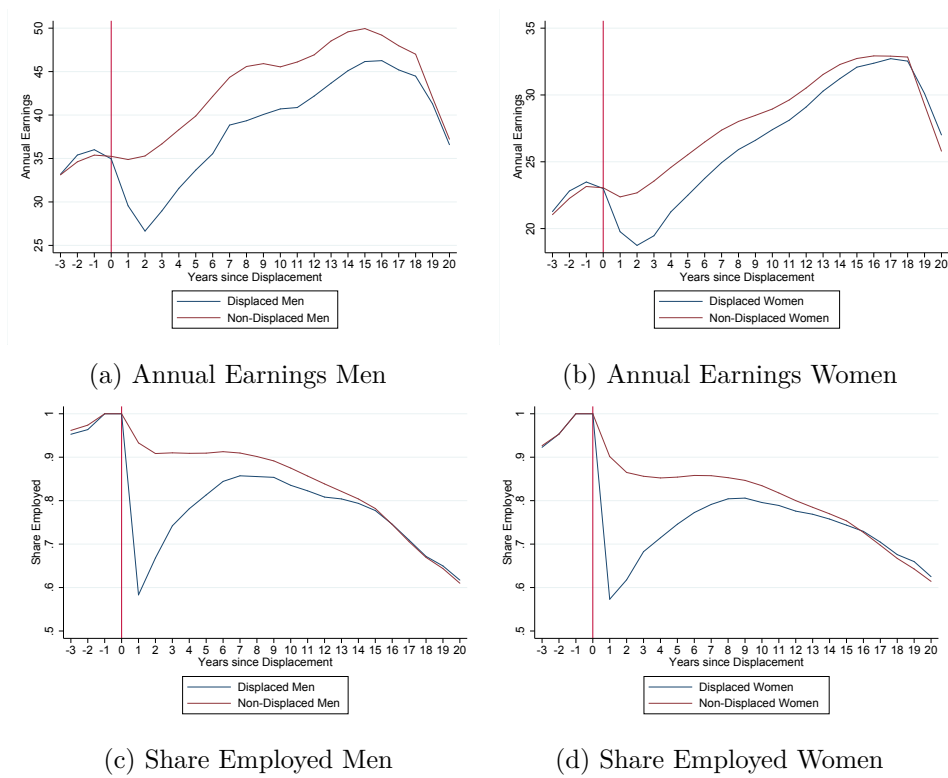 Annual Earnings
50
45
40
35
30
25
-3 -2 -1 0 1 2 3 4 5 6 7 8 9 10 11 12 13 14 15 16 17 18 19 20
Years since Displacement
Displaced Men
Non-Displaced Men
(a) Annual Earnings Men
Annual Earnings
35
30
25
20
-3 -2 -1 0 1 2 3 4 5 6 7 8 9 10 11 12 13 14 15 16 17 18 19 20
Years since Displacement
Displaced Women
Non-Displaced Women
(b) Annual Earnings Women
Share Employed
1
.9
.8
.7
.6
.5
-3 -2 -1 0 1 2 3 4 5 6 7 8 9 10 11 12 13 14 15 16 17 18 19 20
Years since Displacement
Displaced Men
Non-Displaced Men
(c) Share Employed Men
Share Employed
1
.9
.8
.7
.6
.5
-3 -2 -1 0 1 2 3 4 5 6 7 8 9 10 11 12 13 14 15 16 17 18 19 20
Years since Displacement
Displaced Women
Non-Displaced Women
(d) Share Employed Women